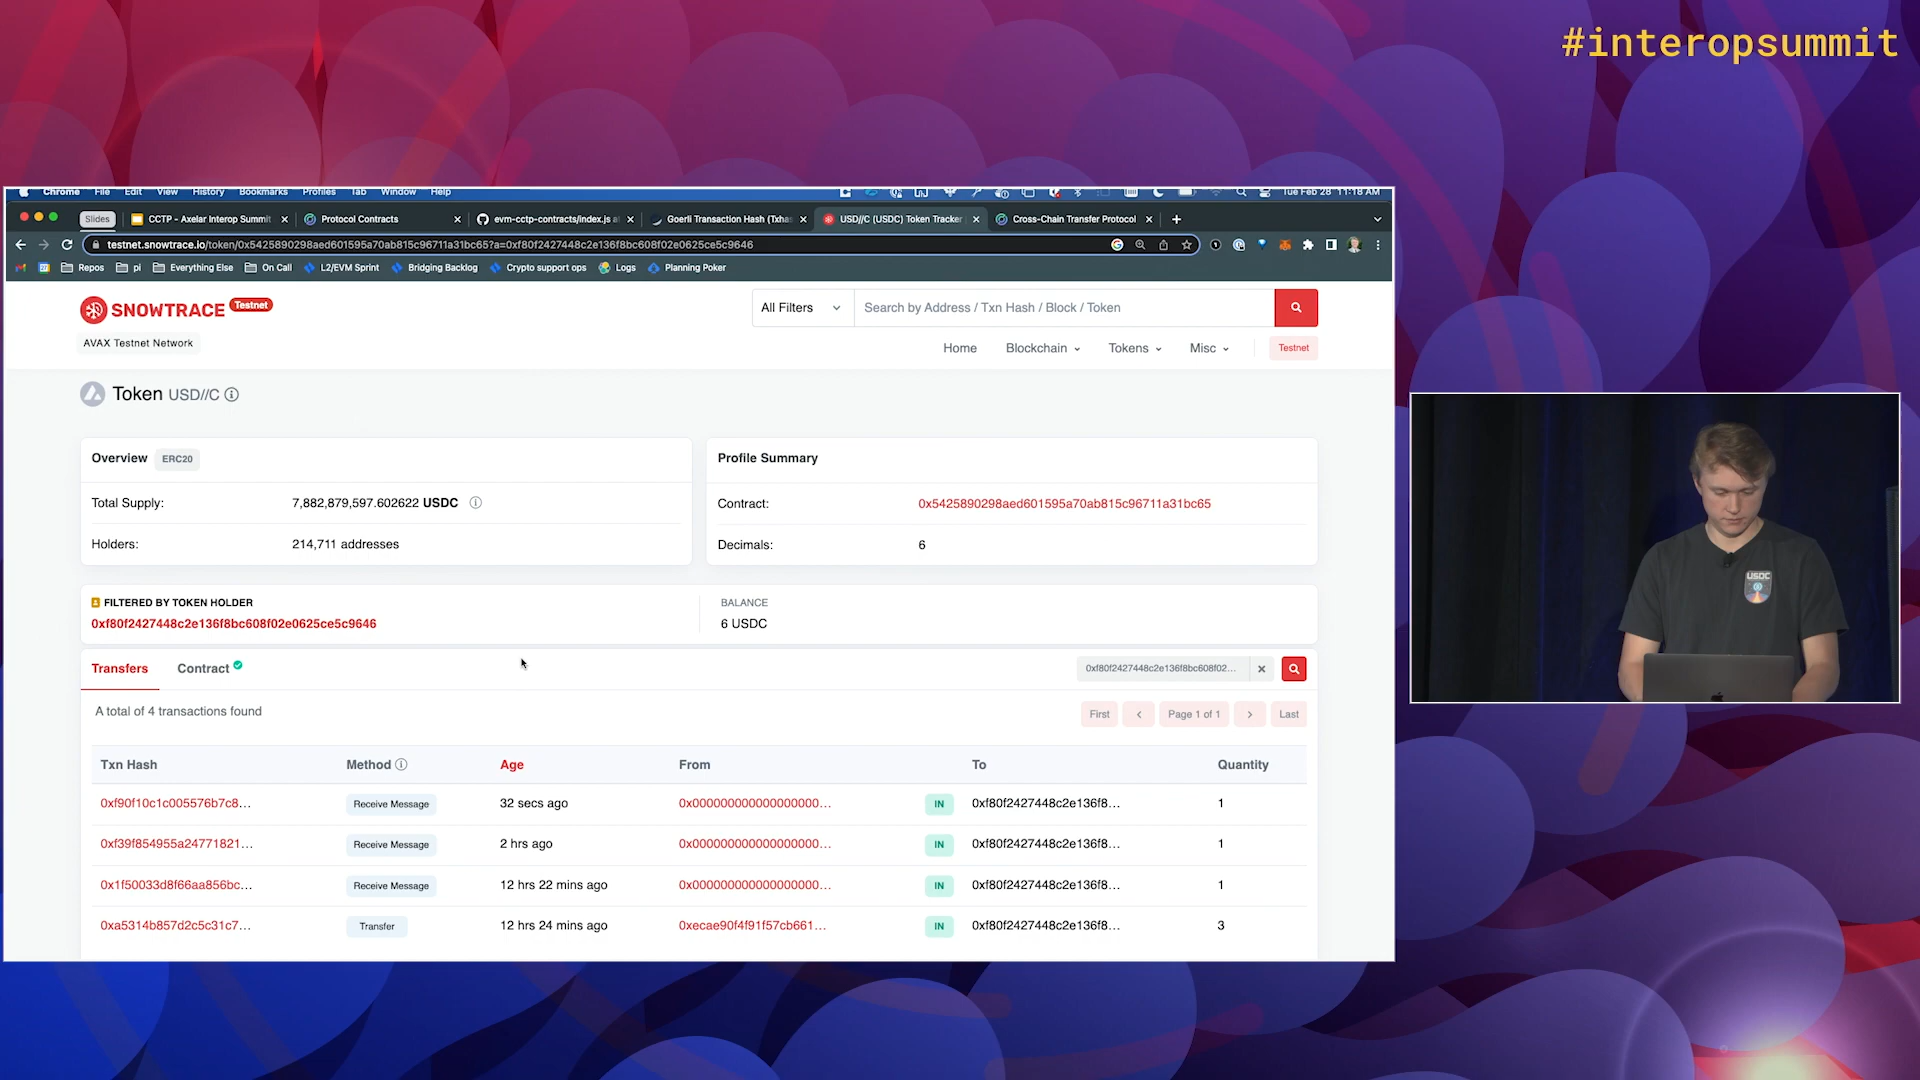 #interopsummit
Chrome File Edit View History Bookmarks Profiles Tab Window Help
Tue Feb 28 11:18 AM
Slides CCTP - Axelar Interop Summit Protocol Contracts evm-cctp-contracts/index.js a Goerli Transaction Hash (Txhas USD//C (USDC) Token Tracker Cross-Chain Transfer Protocol
testnet.snowtrace.io/token/0x5425890298aed601595a70ab815c96711a31bc65?a=0xf80f2427448c2e136f8bc608f02e0625ce5c9646
Repos pi Everything Else On Call L2/EVM Sprint Bridging Backlog Crypto support ops Logs Planning Poker
SNOWTRACE Testnet
All Filters Search by Address / Txn Hash / Block / Token
AVAX Testnet Network
Home Blockchain Tokens Misc Testnet
Token USD//C
Overview ERC20
Profile Summary
Total Supply: 7,882,879,597.602622 USDC
Contract: 0x5425890298aed601595a70ab815c96711a31bc65
Holders: 214,711 addresses
Decimals: 6
FILTERED BY TOKEN HOLDER
0xf80f2427448c2e136f8bc608f02e0625ce5c9646
BALANCE
6 USDC
Transfers Contract
0xf80f2427448c2e136f8bc608f02...
A total of 4 transactions found
First Page 1 of 1 Last
Txn Hash Method Age From To Quantity
0xf90f10c1c005576b7c8... Receive Message 32 secs ago 0x000000000000000000... IN 0xf80f2427448c2e136f8... 1
0xf39f854955a24771821... Receive Message 2 hrs ago 0x000000000000000000... IN 0xf80f2427448c2e136f8... 1
0x1f50033d8f66aa856bc... Receive Message 12 hrs 22 mins ago 0x000000000000000000... IN 0xf80f2427448c2e136f8... 1
0xa5314b857d2c5c31c7... Transfer 12 hrs 24 mins ago 0xecae90f4f91f57cb661... IN 0xf80f2427448c2e136f8... 3
USDC